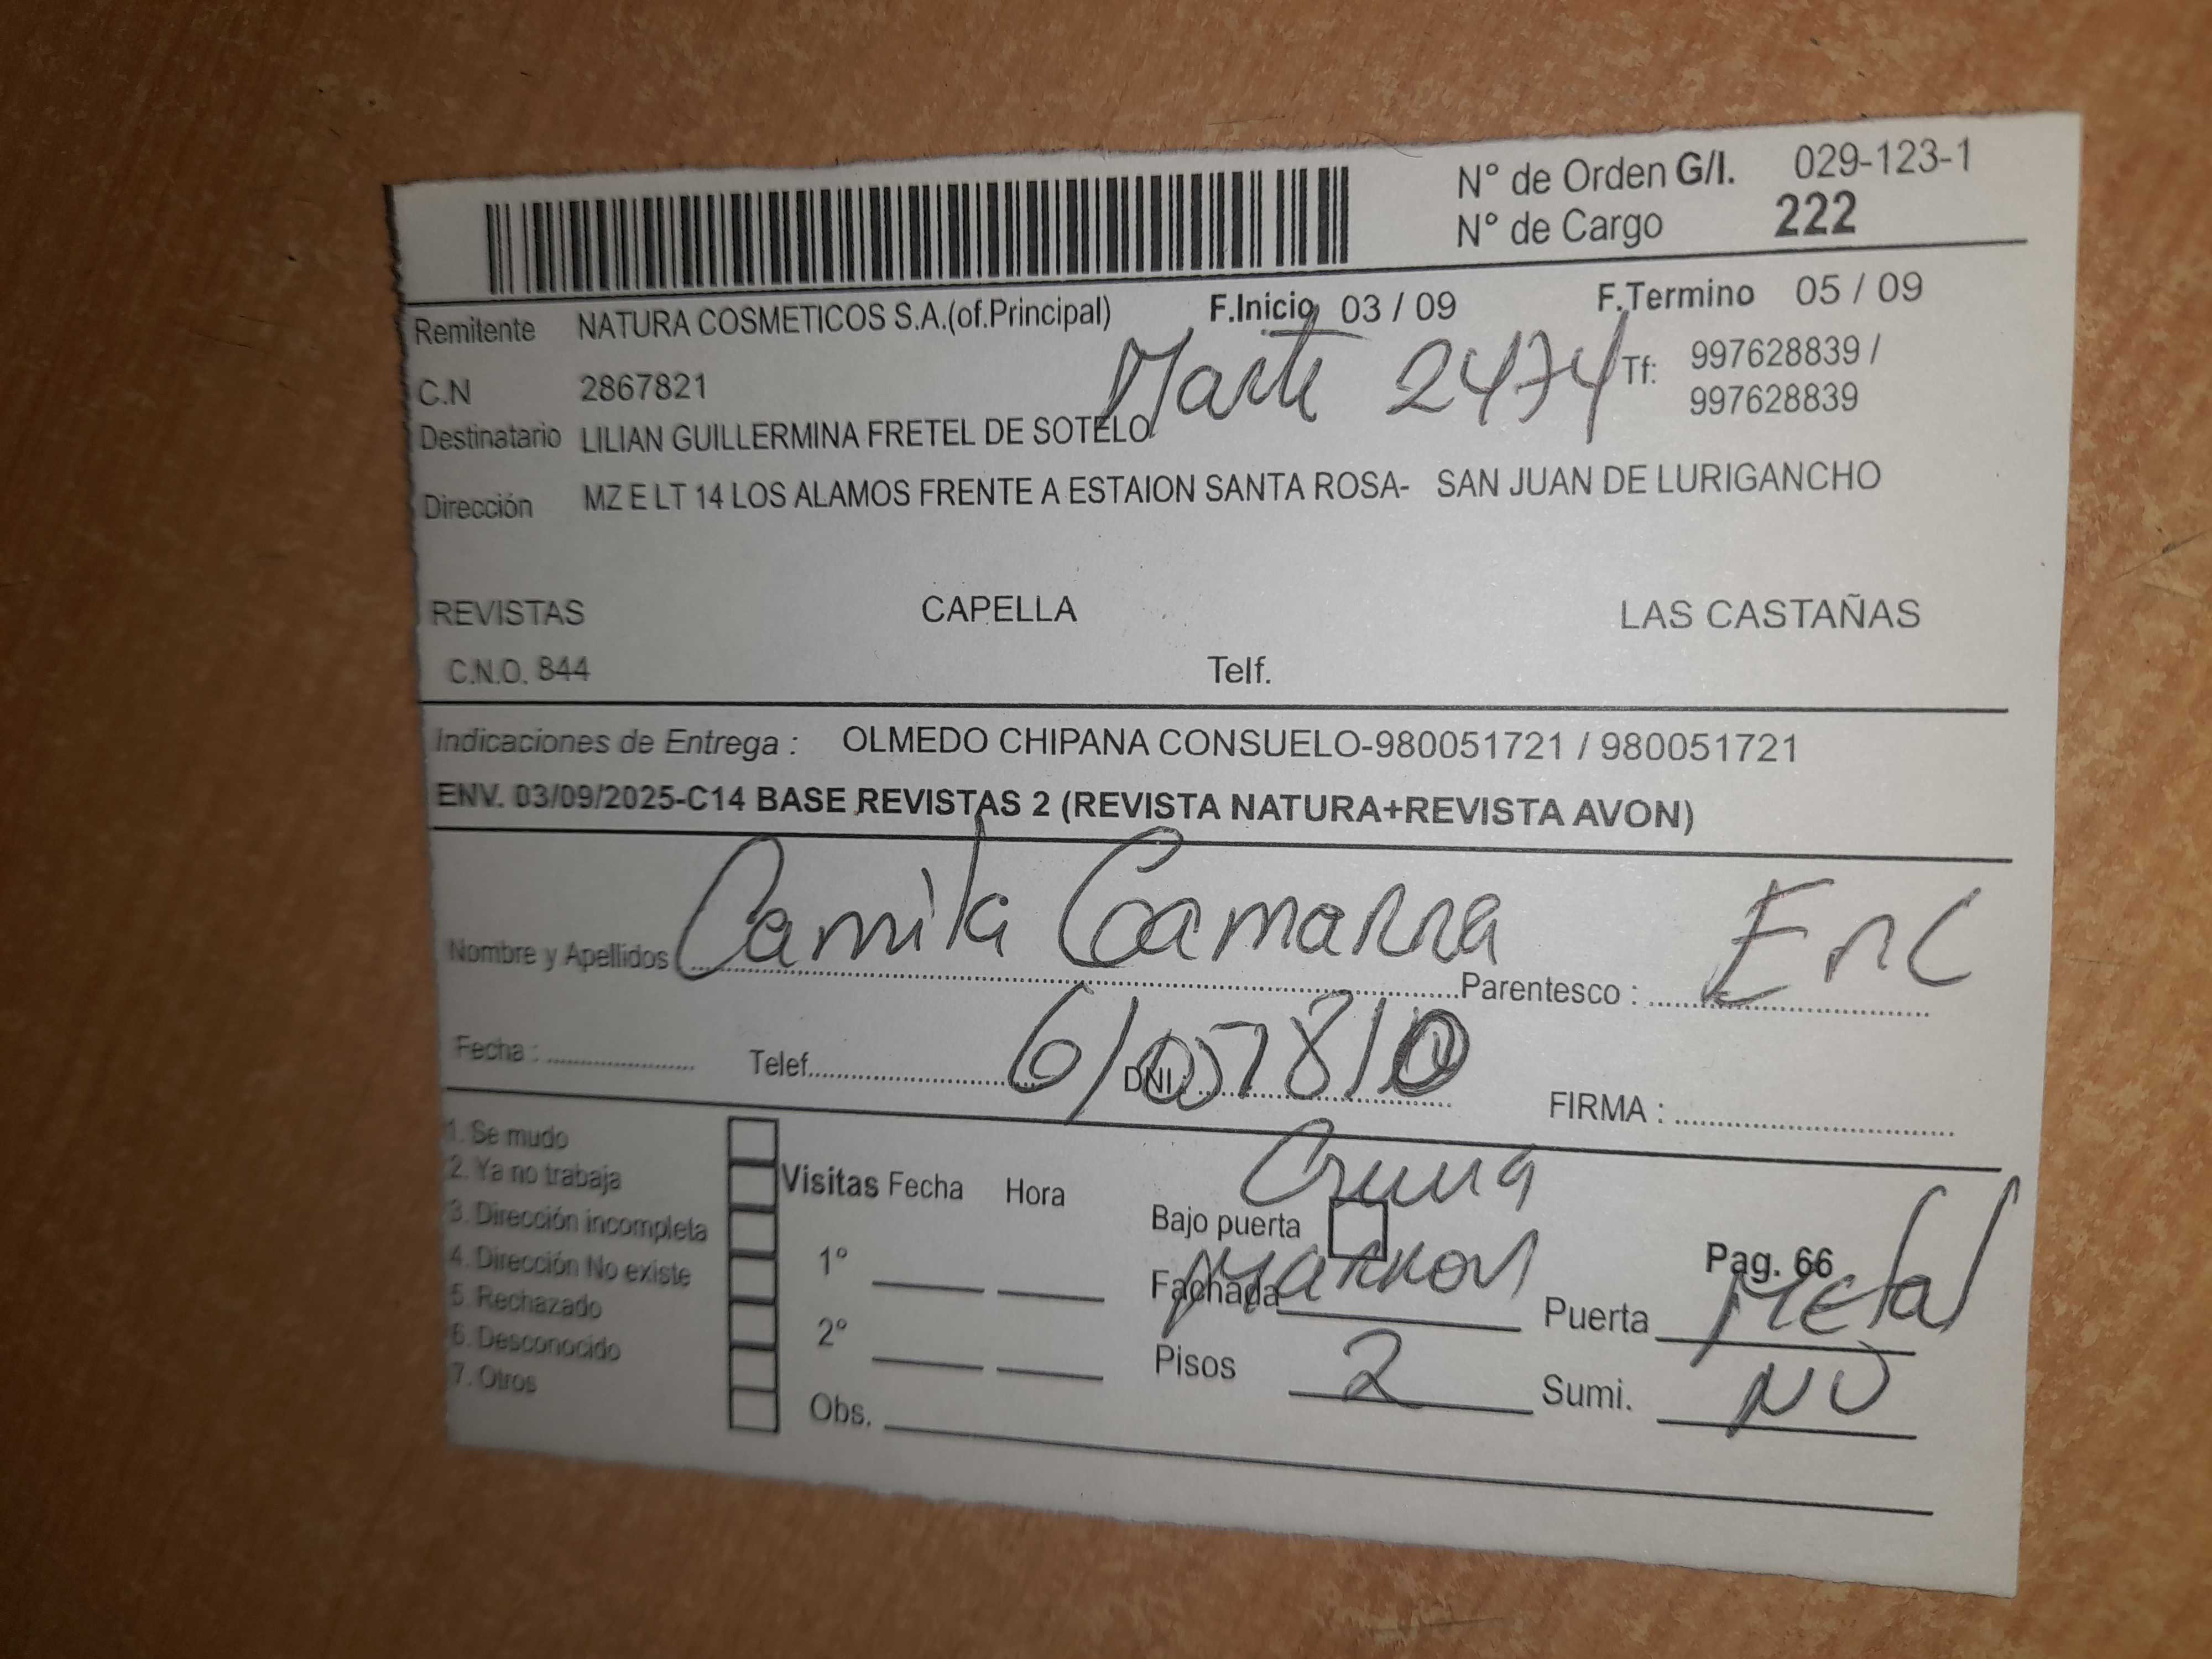 N° de Orden G/I. 029-123-1
N° de Cargo 222
Remitente NATURA COSMETICOS S.A.(of.Principal) F.Inicio 03 / 09 F.Termino 05 / 09
Marte 2474
Tf: 997628839 /
997628839
C.N 2867821
Destinatario LILIAN GUILLERMINA FRETEL DE SOTELO
Dirección MZ E LT 14 LOS ALAMOS FRENTE A ESTAION SANTA ROSA- SAN JUAN DE LURIGANCHO
REVISTAS CAPELLA LAS CASTAÑAS
C.N.O. 844 Telf.
Indicaciones de Entrega : OLMEDO CHIPANA CONSUELO-980051721 / 980051721
ENV. 03/09/2025-C14 BASE REVISTAS 2 (REVISTA NATURA+REVISTA AVON)
Nombre y Apellidos Camila Gamarra Parentesco : Enc
Fecha : Telef. DNI : FIRMA :
1. Se mudo
2. Ya no trabaja
3. Dirección incompleta
4. Dirección No existe
5. Rechazado
6. Desconocido
7. Otros
Visitas Fecha Hora
1°
2°
Obs.
Crema
Bajo puerta Pag. 66
Fachada Marron Puerta Metal
Pisos 2 Sumi. NO